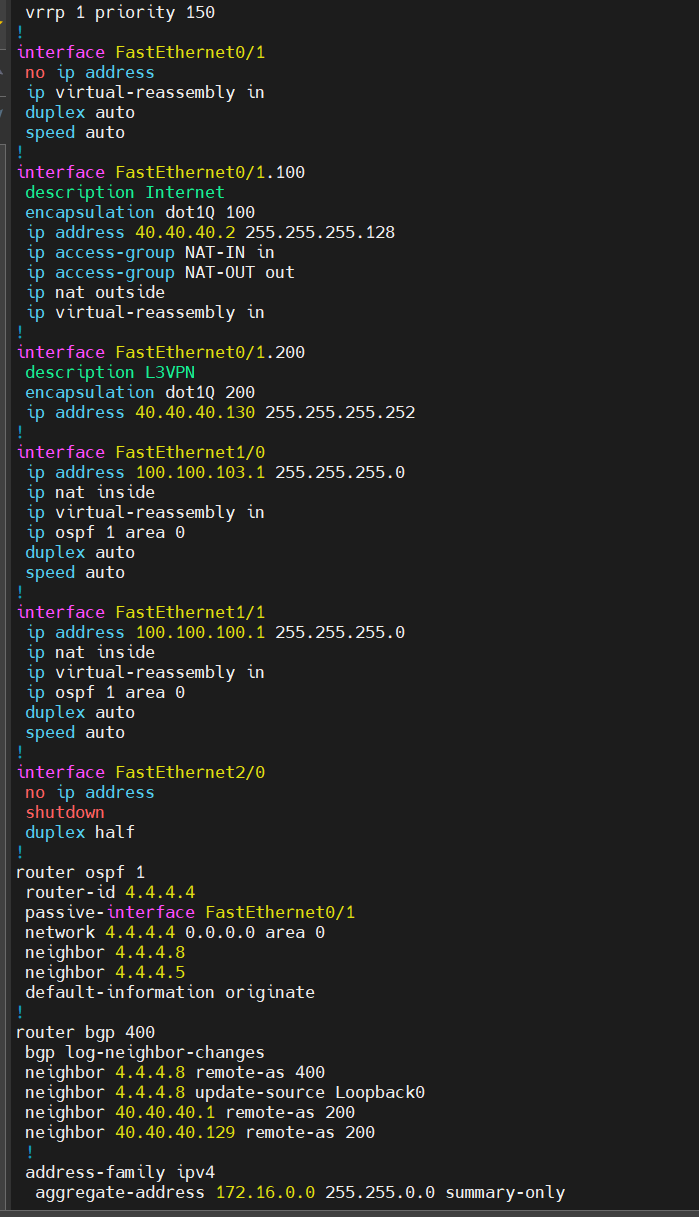 vrrp 1 priority 150
!
interface FastEthernet0/1
no ip address
ip virtual-reassembly in
duplex auto
speed auto
!
interface FastEthernet0/1.100
description Internet
encapsulation dot1Q 100
ip address 40.40.40.2 255.255.255.128
ip access-group NAT-IN in
ip access-group NAT-OUT out
ip nat outside
ip virtual-reassembly in
!
interface FastEthernet0/1.200
description L3VPN
encapsulation dot1Q 200
ip address 40.40.40.130 255.255.255.252
!
interface FastEthernet1/0
ip address 100.100.103.1 255.255.255.0
ip nat inside
ip virtual-reassembly in
ip ospf 1 area 0
duplex auto
speed auto
!
interface FastEthernet1/1
ip address 100.100.100.1 255.255.255.0
ip nat inside
ip virtual-reassembly in
ip ospf 1 area 0
duplex auto
speed auto
!
interface FastEthernet2/0
no ip address
shutdown
duplex half
!
router ospf 1
router-id 4.4.4.4
passive-interface FastEthernet0/1
network 4.4.4.4 0.0.0.0 area 0
neighbor 4.4.4.8
neighbor 4.4.4.5
default-information originate
!
router bgp 400
bgp log-neighbor-changes
neighbor 4.4.4.8 remote-as 400
neighbor 4.4.4.8 update-source Loopback0
neighbor 40.40.40.1 remote-as 200
neighbor 40.40.40.129 remote-as 200
!
address-family ipv4
aggregate-address 172.16.0.0 255.255.0.0 summary-only